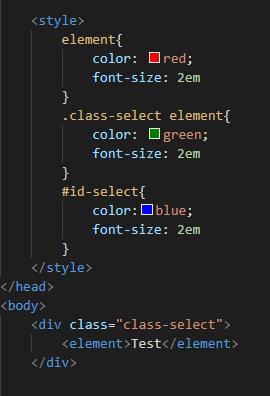 <style>
element{
color: red;
font-size: 2em
}
.class-select element{
color: green;
font-size: 2em
}
#id-select{
color:blue;
font-size: 2em
}
</style>
</head>
<body>
<div class="class-select">
<element>Test</element>
</div>